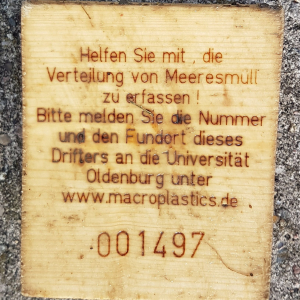 Helfen Sie mit, die
Verteilung von Meeresmüll
zu erfassen!
Bitte melden Sie die Nummer
und den Fundort dieses
Drifters an die Universität
Oldenburg unter
www.macroplastics.de
001497